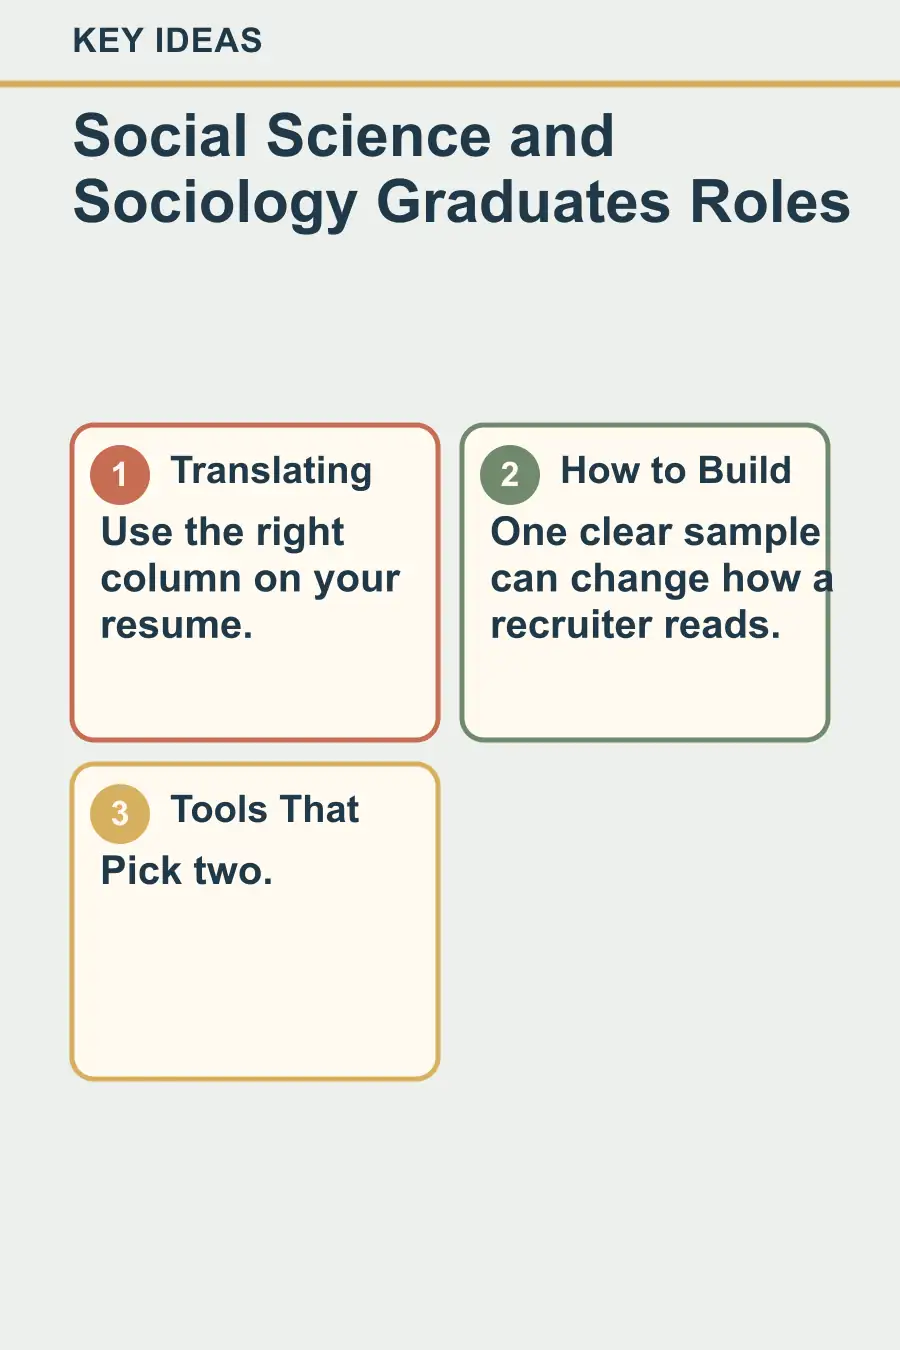 KEY IDEAS
Social Science and
Sociology Graduates Roles
1 Translating
Use the right
column on your
resume.
2 How to Build
One clear sample
can change how a
recruiter reads.
3 Tools That
Pick two.